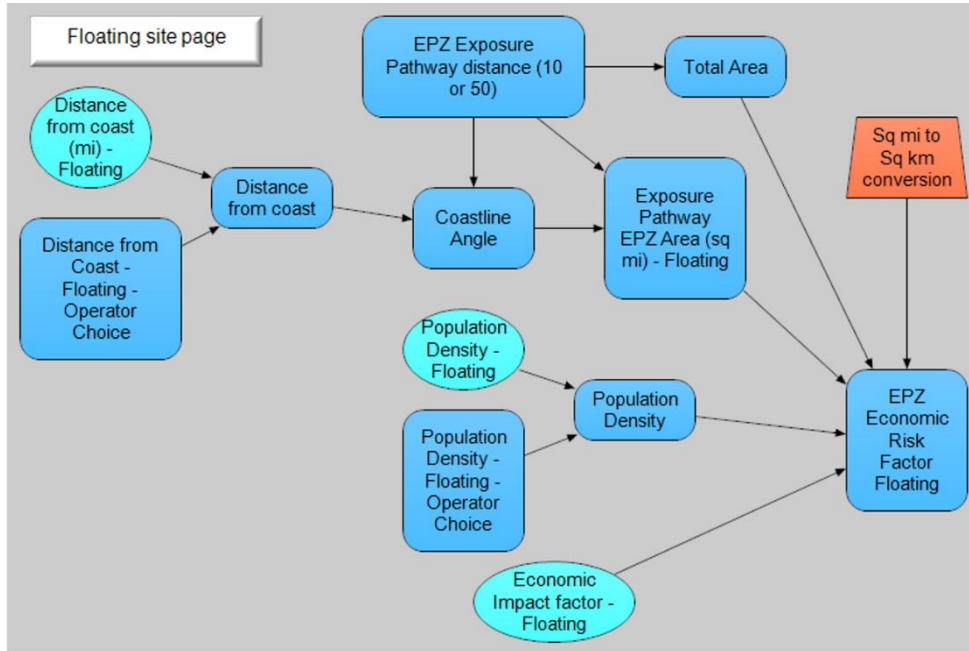 Floating site page
EPZ Exposure
Pathway distance (10
or 50)
Total Area
Distance
from coast
(mi) -
Floating
Sq mi to
Sq km
conversion
Distance
from coast
Coastline
Angle
Exposure
Pathway
EPZ Area (sq
mi) - Floating
Distance from
Coast -
Floating -
Operator
Choice
Population
Density -
Floating
Population
Density
EPZ
Economic
Risk
Factor
Floating
Population
Density -
Floating -
Operator
Choice
Economic
Impact factor -
Floating